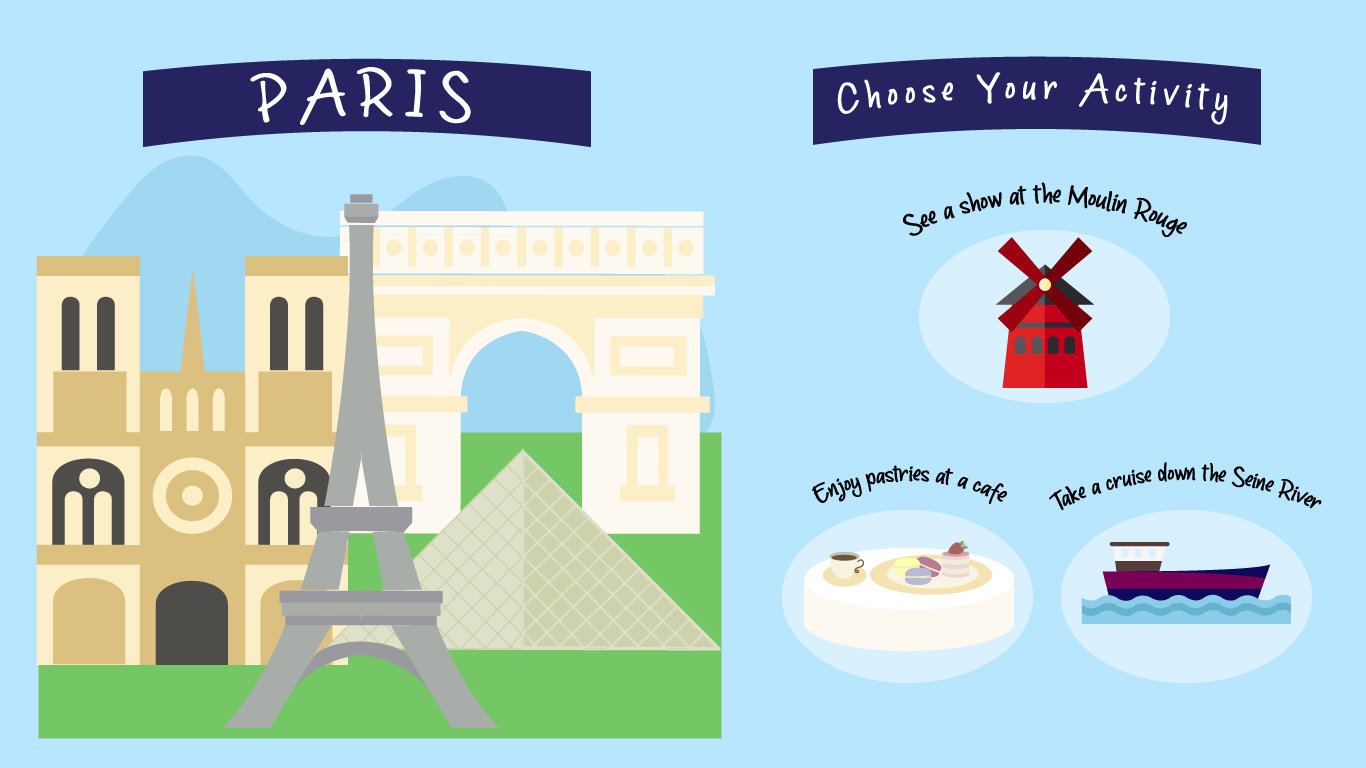 PARIS
Choose Your Activity
See a show at the Moulin Rouge
Enjoy pastries at a cafe
Take a cruise down the Seine River